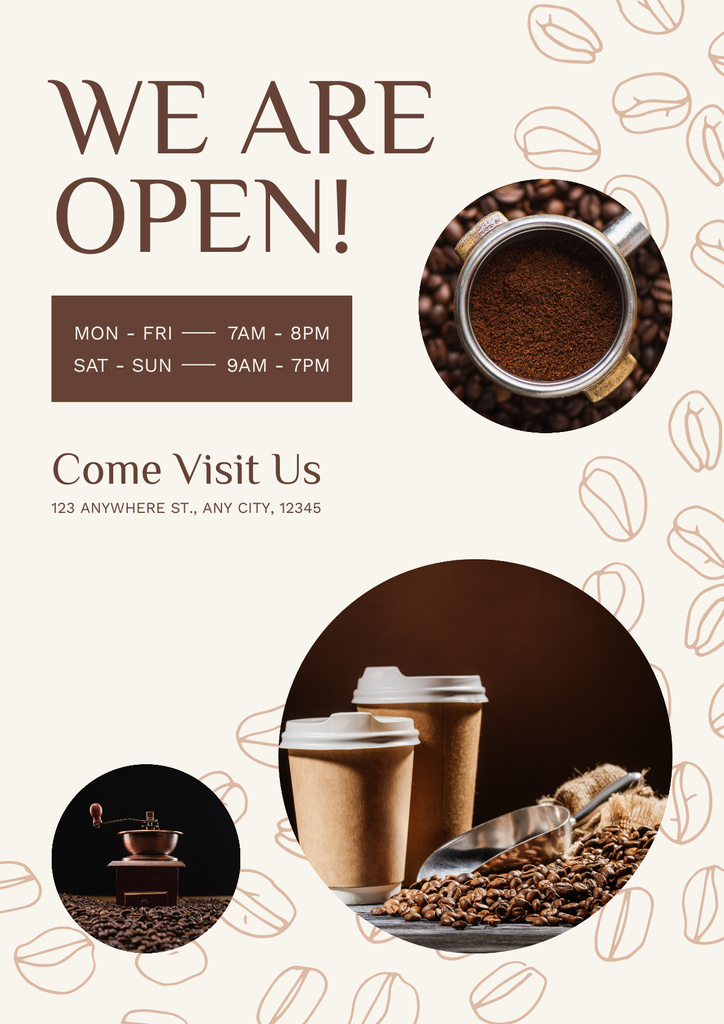 WE ARE
OPEN!
MON - FRI — 7AM - 8PM
SAT - SUN — 9AM - 7PM
Come Visit Us
123 ANYWHERE ST., ANY CITY, 12345